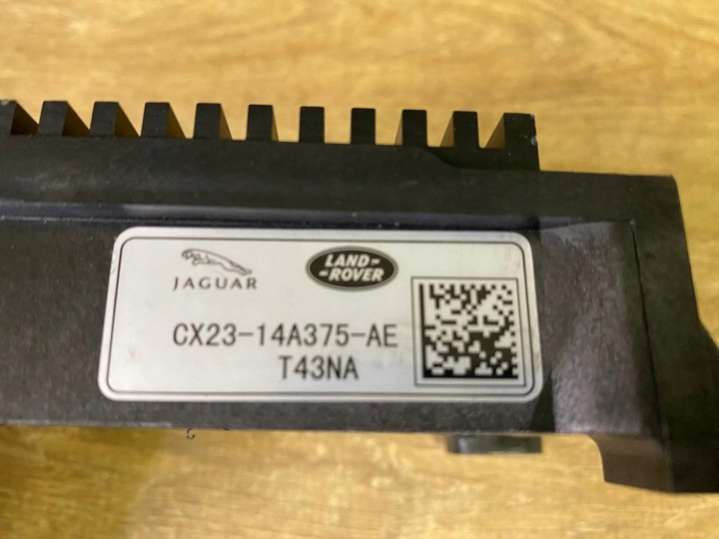 JAGUAR
LAND-
-ROVER
CX23-14A375-AE
T43NA